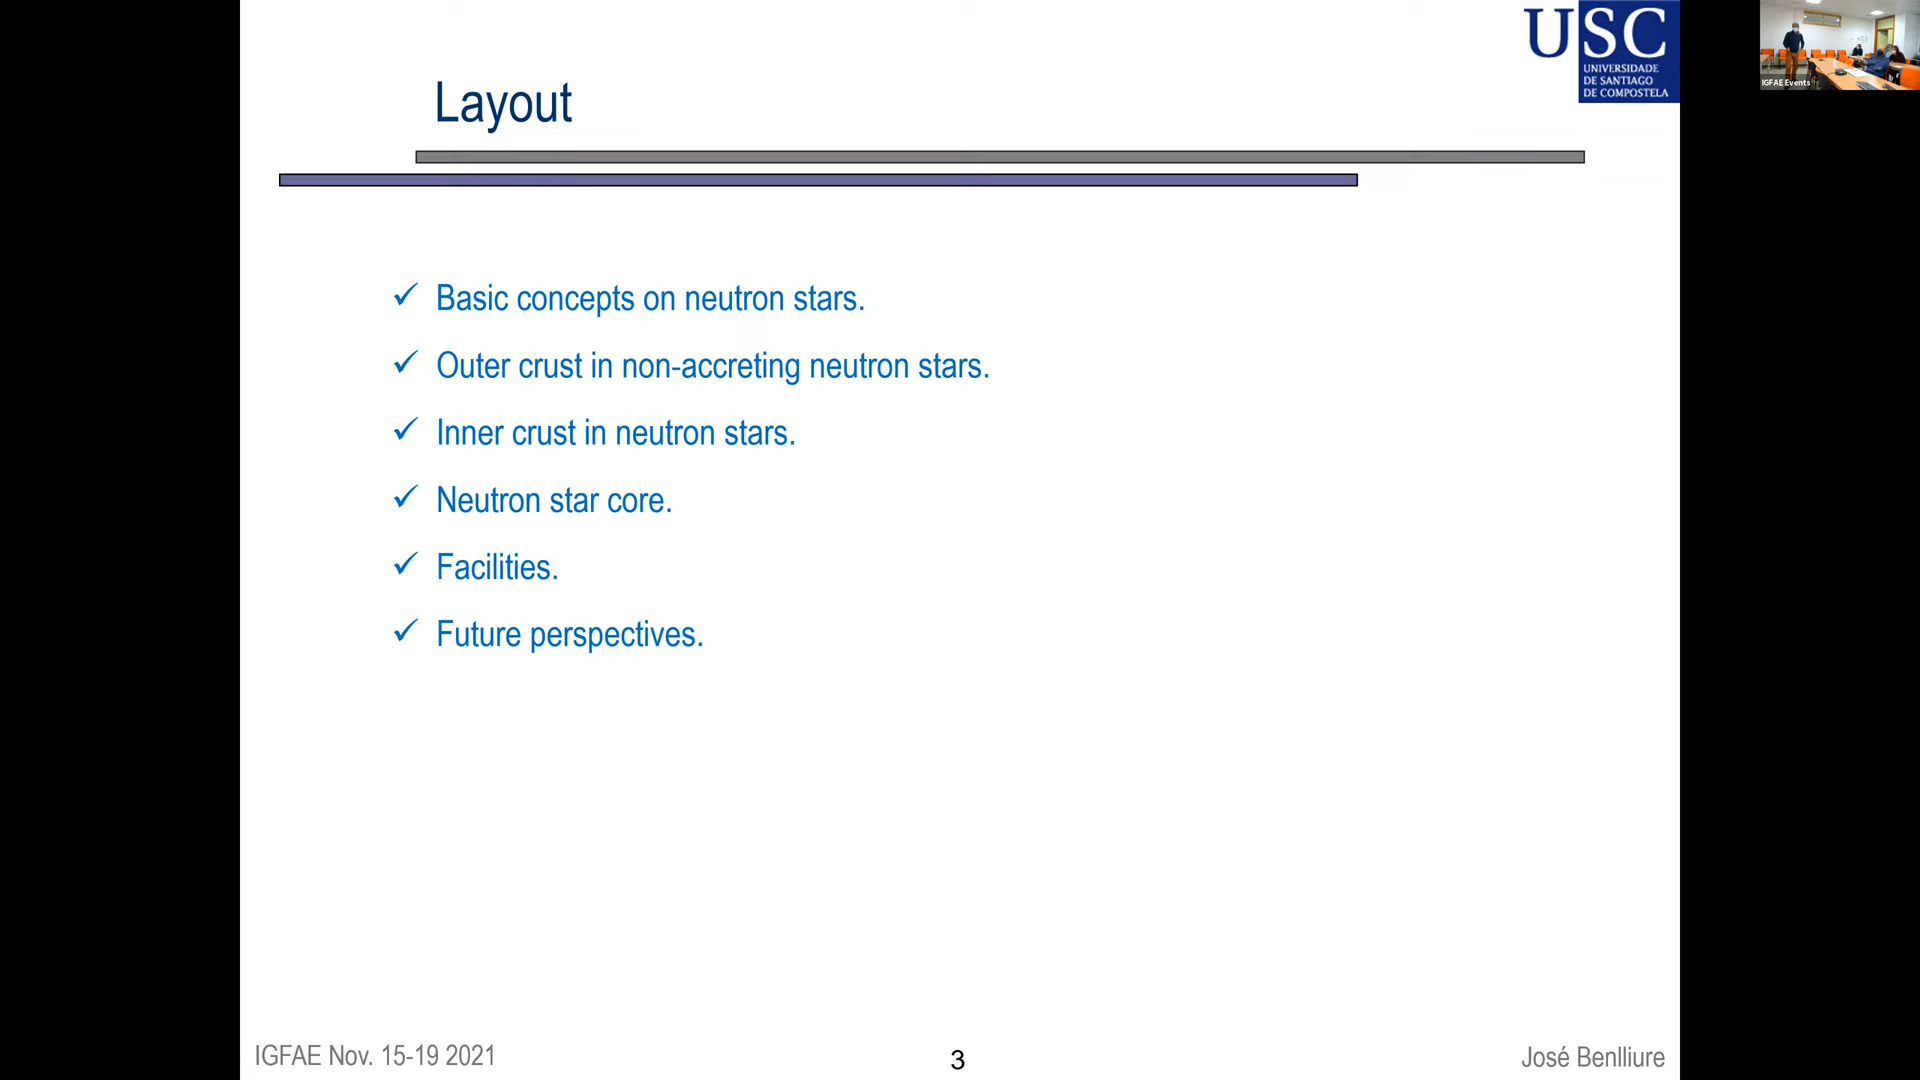 USC
UNIVERSIDADE
DE SANTIAGO
DE COMPOSTELA
IGFAE Events
Layout
✓ Basic concepts on neutron stars.
✓ Outer crust in non-accreting neutron stars.
✓ Inner crust in neutron stars.
✓ Neutron star core.
✓ Facilities.
✓ Future perspectives.
IGFAE Nov. 15-19 2021
3
José Benlliure